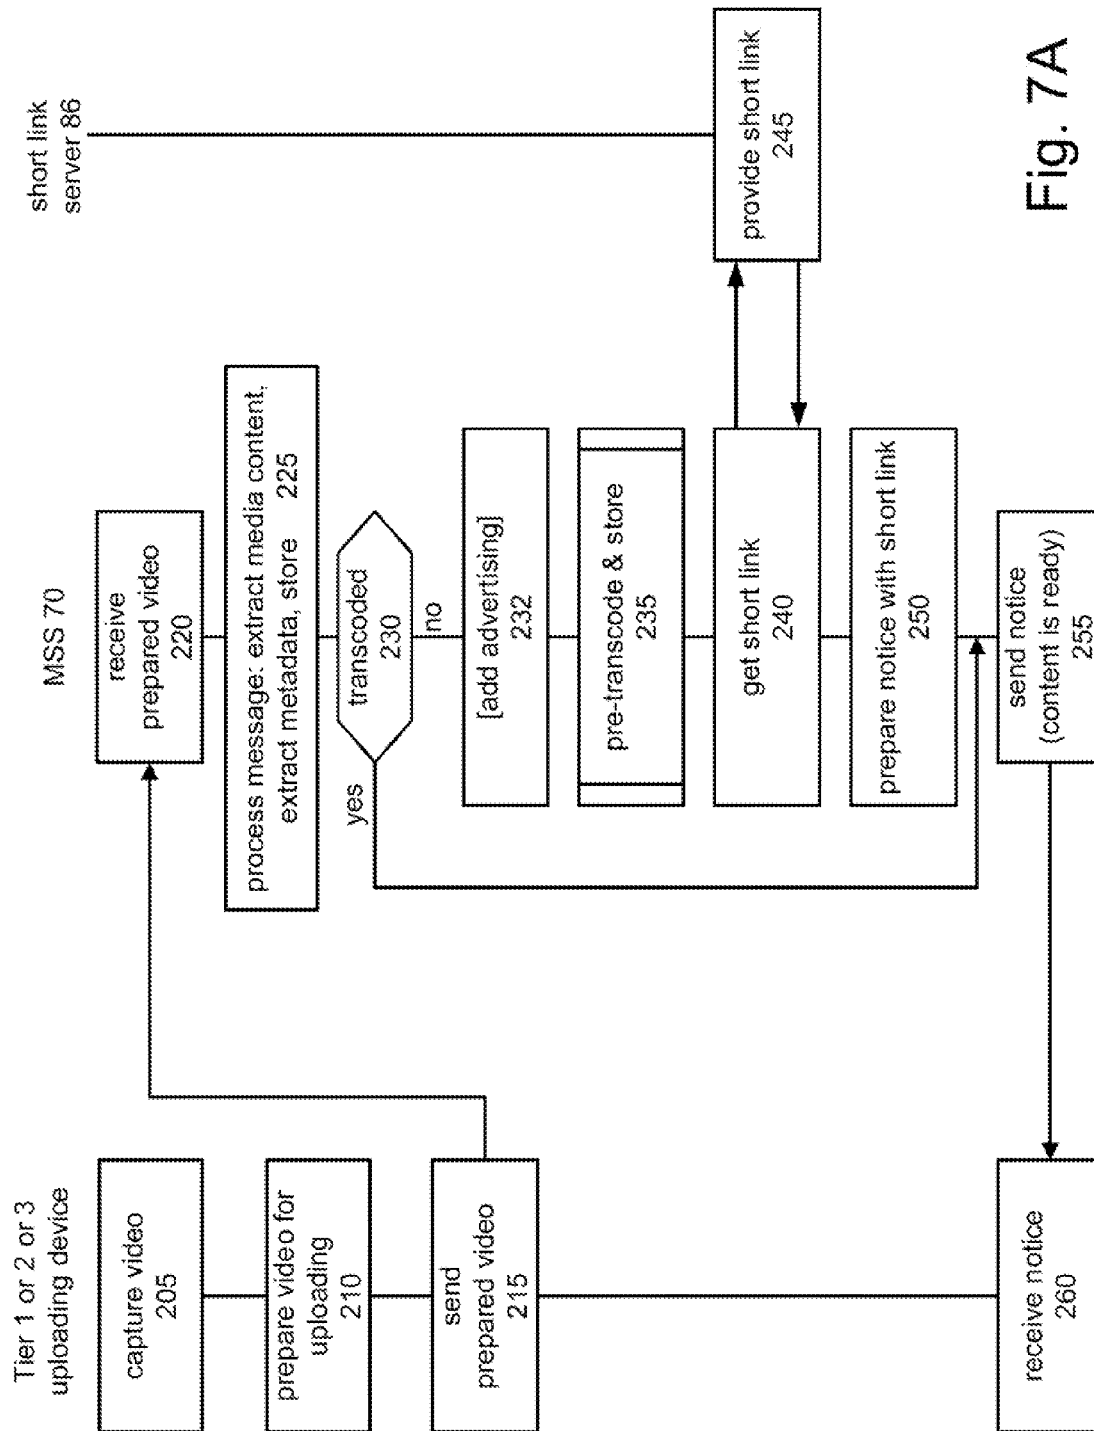 Tier 1 or 2 or 3
uploading device
capture video
205
prepare video for
uploading
210
send
prepared video
215
receive notice
260
MSS 70
receive
prepared video
220
process message: extract media content,
extract metadata, store 225
transcoded
230
yes
no
[add advertising]
232
pre-transcode & store
235
get short link
240
prepare notice with short link
250
send notice
(content is ready)
255
short link
server 86
provide short link
245
Fig. 7A